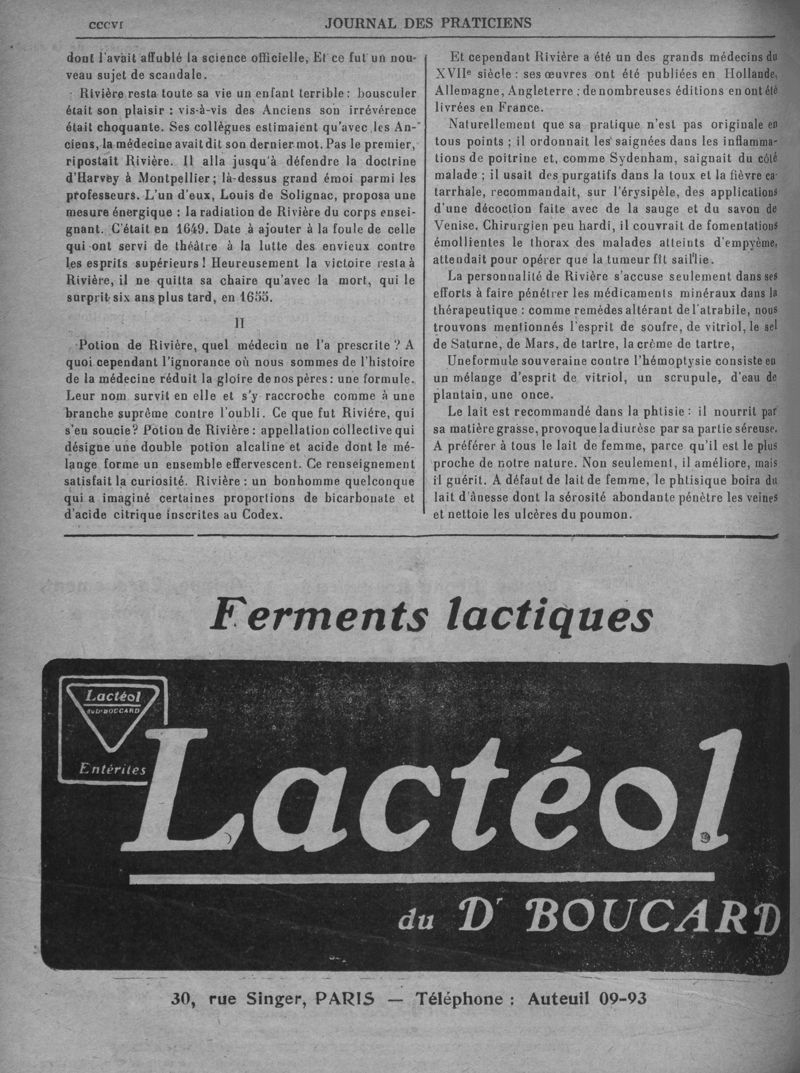 cccvi
JOURNAL DES PRATICIENS
dont l'avait affublé la science officielle, Et ce fut un nou-
veau sujet de scandale.
Rivière resta toute sa vie un enfant terrible : bousculer
était son plaisir : vis-à-vis des Anciens son irrévérence
était choquante. Ses collègues estimaient qu'avec les An-
ciens, la médecine avait dit son dernier mot. Pas le premier,
ripostait Rivière. Il alla jusqu'à défendre la doctrine
d'Harvey à Montpellier ; là-dessus grand émoi parmi les
professeurs. L'un d'eux, Louis de Solignac, proposa une
mesure énergique : la radiation de Rivière du corps ensei-
gnant. C'était en 1649. Date à ajouter à la foule de celle
qui ont servi de théâtre à la lutte des envieux contre
les esprits supérieurs ! Heureusement la victoire resta à
Rivière, il ne quitta sa chaire qu'avec la mort, qui le
surprit six ans plus tard, en 1655.
II
Potion de Rivière, quel médecin ne l'a prescrite ? A
quoi cependant l'ignorance où nous sommes de l'histoire
de la médecine réduit la gloire de nos pères : une formule.
Leur nom survit en elle et s'y raccroche comme à une
branche suprême contre l'oubli. Ce que fut Riviére, qui
s'en soucie ? Potion de Rivière : appellation collective qui
désigne une double potion alcaline et acide dont le mé-
lange forme un ensemble effervescent. Ce renseignement
satisfait la curiosité. Rivière : un bonhomme quelconque
qui a imaginé certaines proportions de bicarbonate et
d'acide citrique inscrites au Codex.
Et cependant Rivière a été un des grands médecins du
XVIIe siècle : ses œuvres ont été publiées en Hollande,
Allemagne, Angleterre ; de nombreuses éditions en ont été
livrées en France.
Naturellement que sa pratique n'est pas originale en
tous points ; il ordonnait les saignées dans les inflamma-
tions de poitrine et, comme Sydenham, saignait du côté
malade ; il usait des purgatifs dans la toux et la fièvre ca-
tarrhale, recommandait, sur l'érysipèle, des applications
d'une décoction faite avec de la sauge et du savon de
Venise. Chirurgien peu hardi, il couvrait de fomentations
émollientes le thorax des malades atteints d'empyème,
attendait pour opérer que la tumeur fît saillie.
La personnalité de Rivière s'accuse seulement dans ses
efforts à faire pénétrer les médicaments minéraux dans la
thérapeutique : comme remèdes altérant de l'atrabile, nous
trouvons mentionnés l'esprit de soufre, de vitriol, le sel
de Saturne, de Mars, de tartre, la crème de tartre,
Une formule souveraine contre l'hémoptysie consiste en
un mélange d'esprit de vitriol, un scrupule, d'eau de
plantain, une once.
Le lait est recommandé dans la phtisie : il nourrit par
sa matière grasse, provoque la diurèse par sa partie séreuse.
A préférer à tous le lait de femme, parce qu'il est le plus
proche de notre nature. Non seulement, il améliore, mais
il guérit. A défaut de lait de femme, le phtisique boira du
lait d'ânesse dont la sérosité abondante pénètre les veines
et nettoie les ulcères du poumon.
Ferments lactiques
Lactéol
du Dr BOUCARD
Entérites
Lactéol
du Dr BOUCARD
30, rue Singer, PARIS — Téléphone : Auteuil 09-93